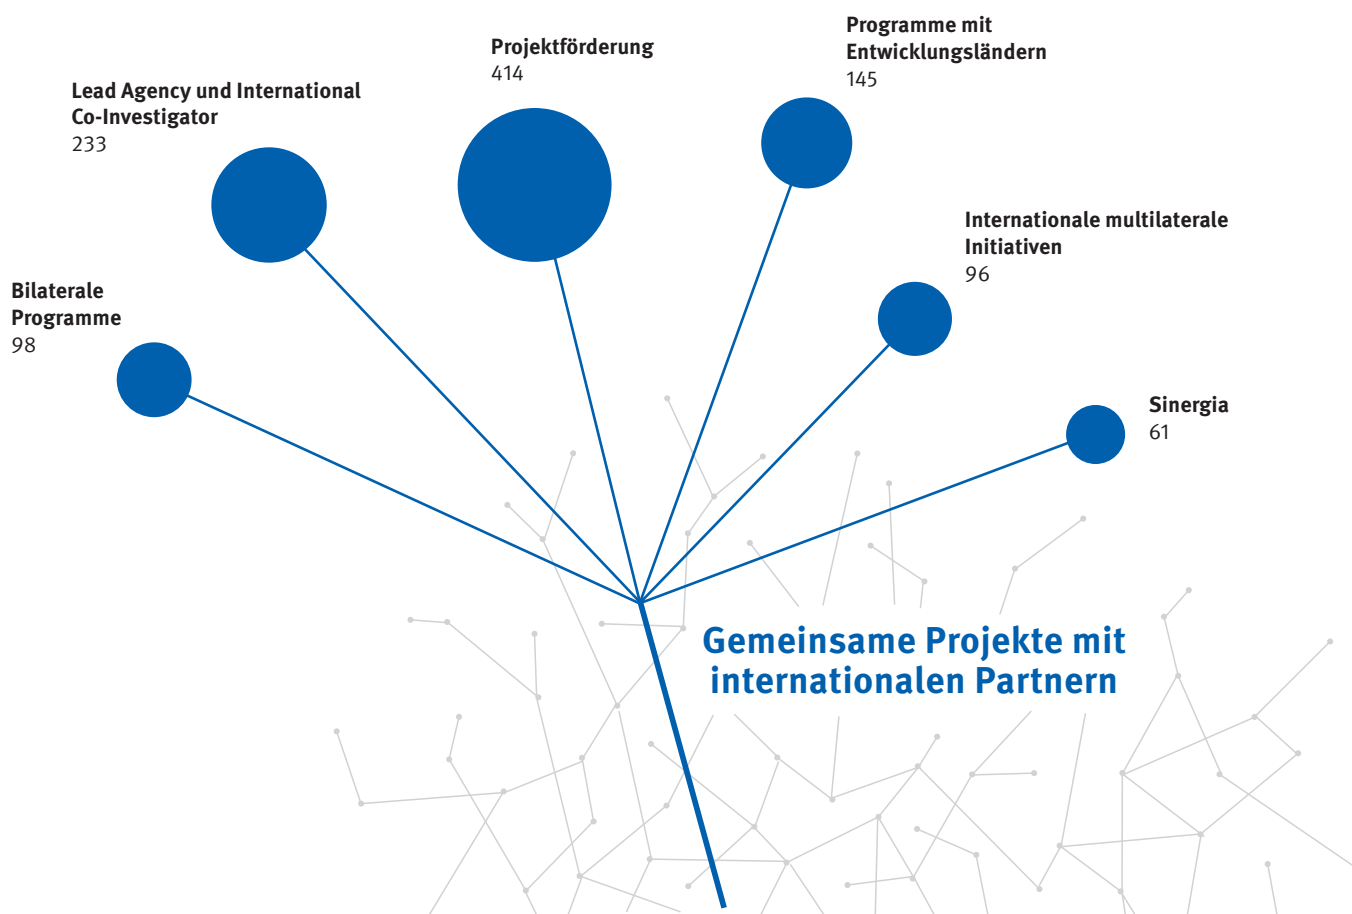 Programme mit
Entwicklungsländern
145
Projektförderung
414
Lead Agency und International
Co-Investigator
233
Internationale multilaterale
Initiativen
96
Bilaterale
Programme
98
Sinergia
61
Gemeinsame Projekte mit
internationalen Partnern